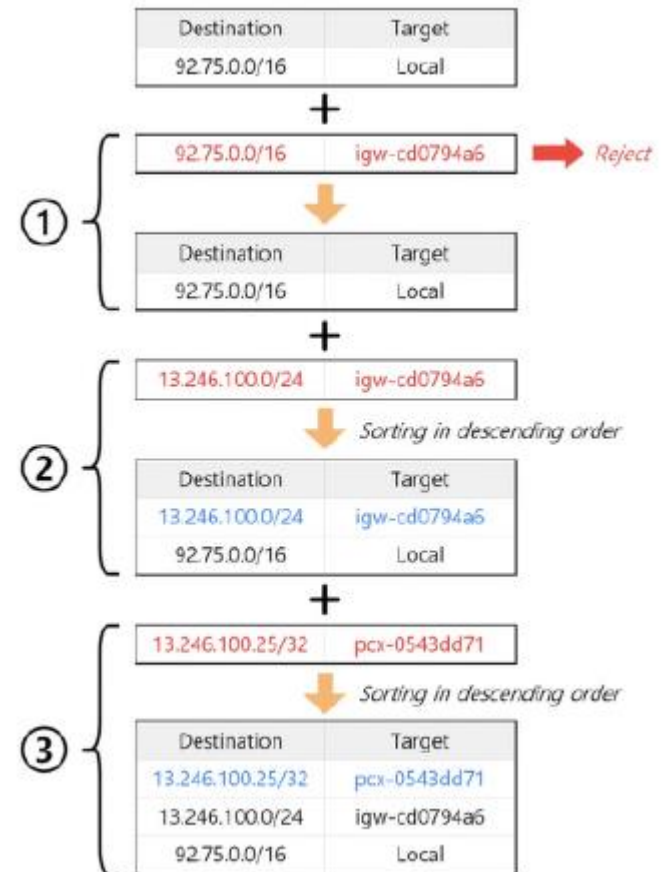 Destination Target
92.75.0.0/16 Local
+
92.75.0.0/16 igw-cd0794a6 Reject
①
Destination Target
92.75.0.0/16 Local
+
13.246.100.0/24 igw-cd0794a6
Sorting in descending order
②
Destination Target
13.246.100.0/24 igw-cd0794a6
92.75.0.0/16 Local
+
13.246.100.25/32 pcx-0543dd71
Sorting in descending order
③
Destination Target
13.246.100.25/32 pcx-0543dd71
13.246.100.0/24 igw-cd0794a6
92.75.0.0/16 Local